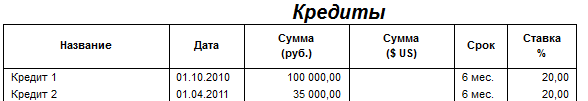 Кредиты
Название Дата Сумма (руб.) Сумма ($ US) Срок Ставка %
Кредит 1 01.10.2010 100 000,00 6 мес. 20,00
Кредит 2 01.04.2011 35 000,00 6 мес. 20,00